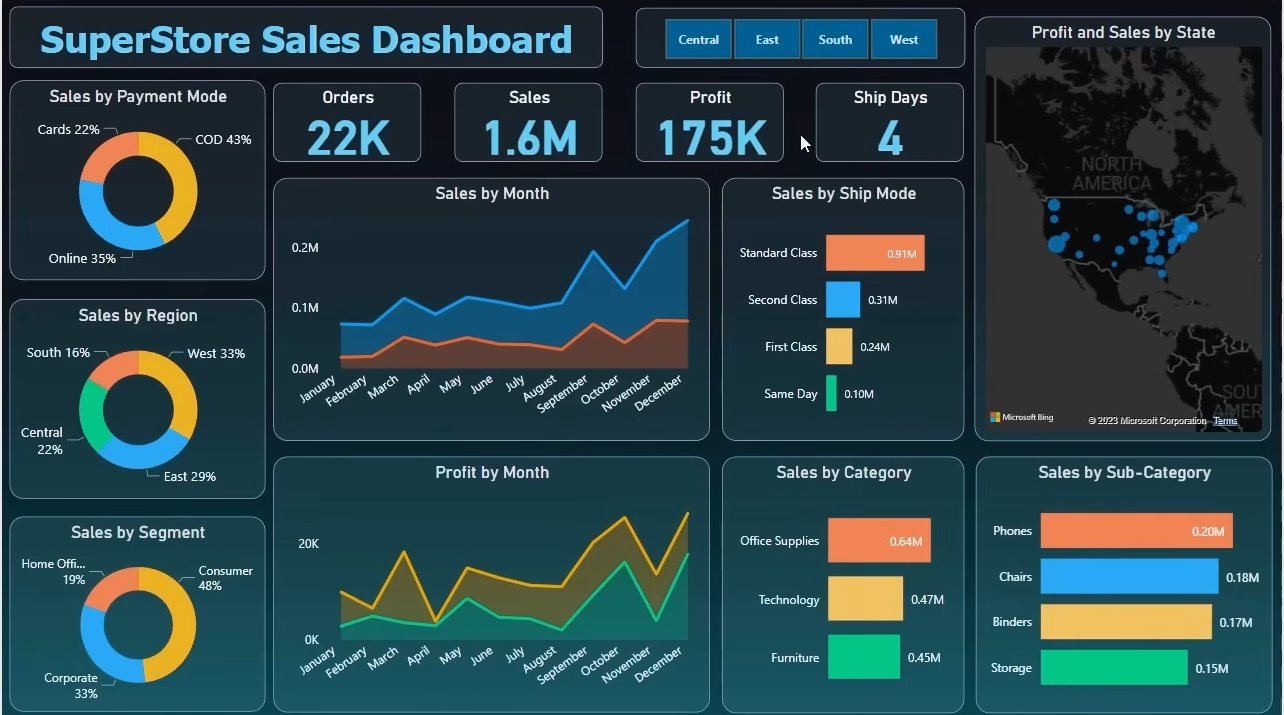 SuperStore Sales Dashboard
Central
East
South
West
Profit and Sales by State
Sales by Payment Mode
Cards 22%
COD 43%
Online 35%
Orders
22K
Sales
1.6M
Profit
175K
Ship Days
4
NORTH
AMERICA
SOUT
AMER
Microsoft Bing
© 2023 Microsoft Corporation
Terms
Sales by Month
0.2M
0.1M
0.0M
January
February
March
April
May
June
July
August
September
October
November
December
Sales by Ship Mode
Standard Class
0.91M
Second Class
0.31M
First Class
0.24M
Same Day
0.10M
Sales by Region
South 16%
West 33%
Central
22%
East 29%
Profit by Month
20K
0K
January
February
March
April
May
June
July
August
September
October
November
December
Sales by Category
Office Supplies
0.64M
Technology
0.47M
Furniture
0.45M
Sales by Sub-Category
Phones
0.20M
Chairs
0.18M
Binders
0.17M
Storage
0.15M
Sales by Segment
Home Offi...
19%
Consumer
48%
Corporate
33%